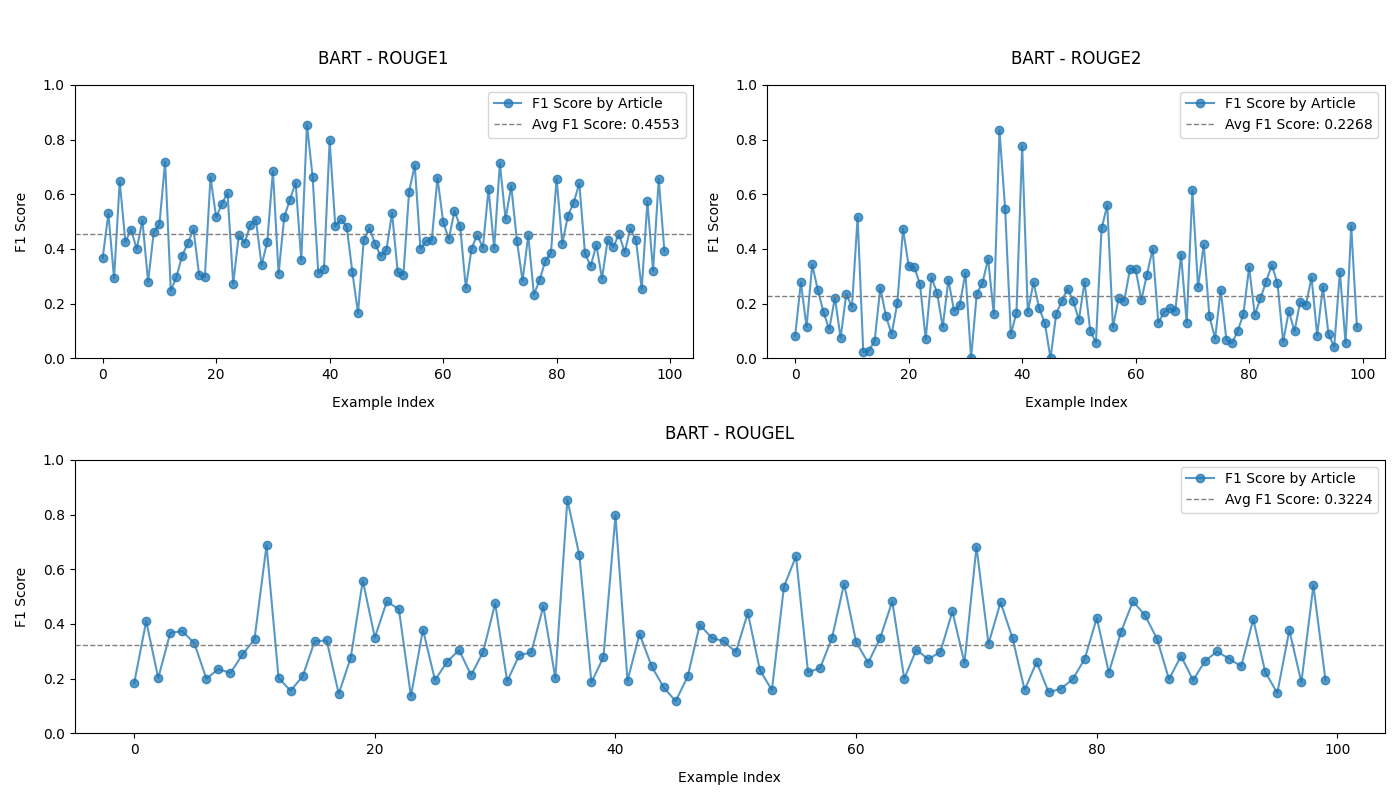 BART - ROUGE1
F1 Score by Article
Avg F1 Score: 0.4553
1.0
0.8
0.6
0.4
0.2
0.0
F1 Score
0 20 40 60 80 100
Example Index
BART - ROUGE2
F1 Score by Article
Avg F1 Score: 0.2268
1.0
0.8
0.6
0.4
0.2
0.0
F1 Score
0 20 40 60 80 100
Example Index
BART - ROUGEL
F1 Score by Article
Avg F1 Score: 0.3224
1.0
0.8
0.6
0.4
0.2
0.0
F1 Score
0 20 40 60 80 100
Example Index